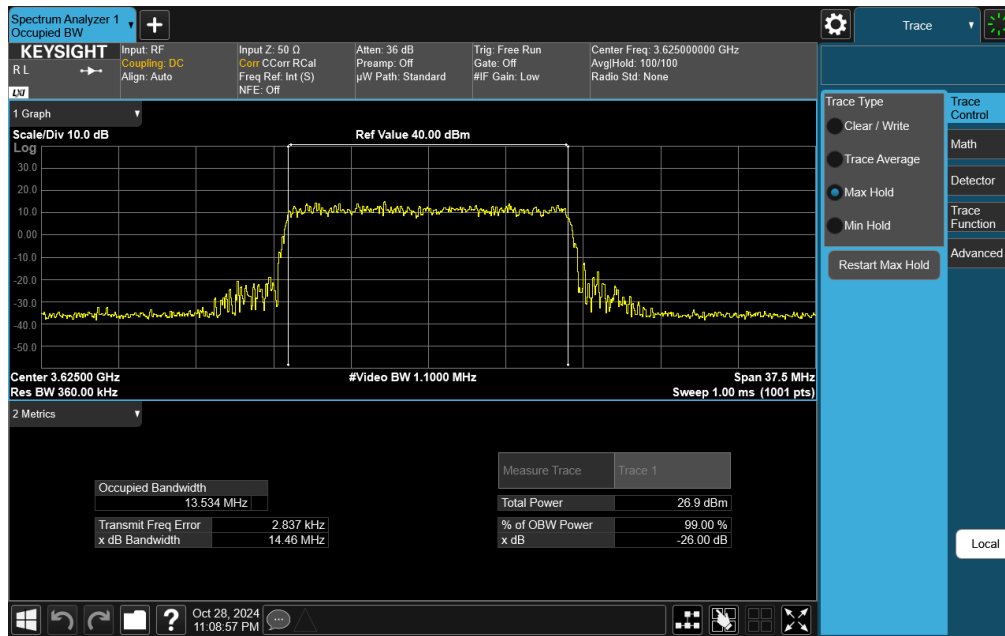 Spectrum Analyzer 1
Occupied BW
Trace
KEYSIGHT
R L
LXI
Input: RF
Coupling: DC
Align: Auto
Input Z: 50 Ω
Corr CCorr RCal
Freq Ref: Int (S)
NFE: Off
Atten: 36 dB
Preamp: Off
µW Path: Standard
Trig: Free Run
Gate: Off
#IF Gain: Low
Center Freq: 3.625000000 GHz
Avg|Hold: 100/100
Radio Std: None
1 Graph
Scale/Div 10.0 dB
Ref Value 40.00 dBm
Log
30.0
20.0
10.0
0.00
-10.0
-20.0
-30.0
-40.0
-50.0
Center 3.62500 GHz
#Video BW 1.1000 MHz
Span 37.5 MHz
Res BW 360.00 kHz
Sweep 1.00 ms (1001 pts)
2 Metrics
Measure Trace
Trace 1
Occupied Bandwidth
13.534 MHz
Total Power
26.9 dBm
Transmit Freq Error
2.837 kHz
% of OBW Power
99.00 %
x dB Bandwidth
14.46 MHz
x dB
-26.00 dB
Trace Type
Clear / Write
Trace Average
Max Hold
Min Hold
Restart Max Hold
Trace
Control
Math
Detector
Trace
Function
Advanced
Local
?
Oct 28, 2024
11:08:57 PM